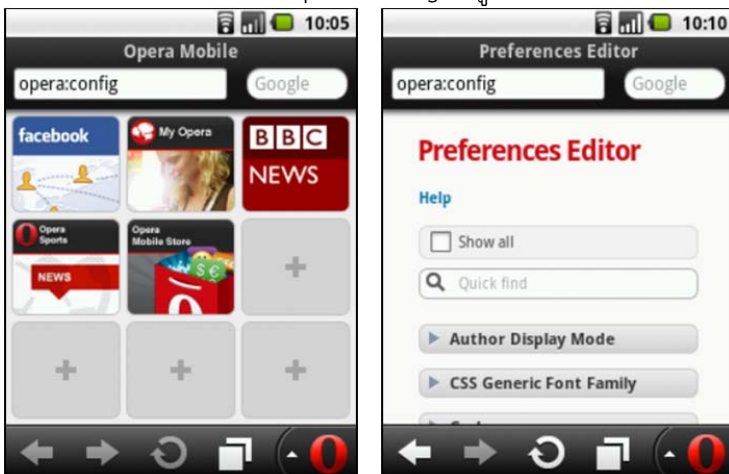 10:05
Opera Mobile
opera:config
Google
facebook
My Opera
BBC
NEWS
Opera
Sports
NEWS
Opera
Mobile Store
10:10
Preferences Editor
opera:config
Google
Preferences Editor
Help
Show all
Quick find
Author Display Mode
CSS Generic Font Family